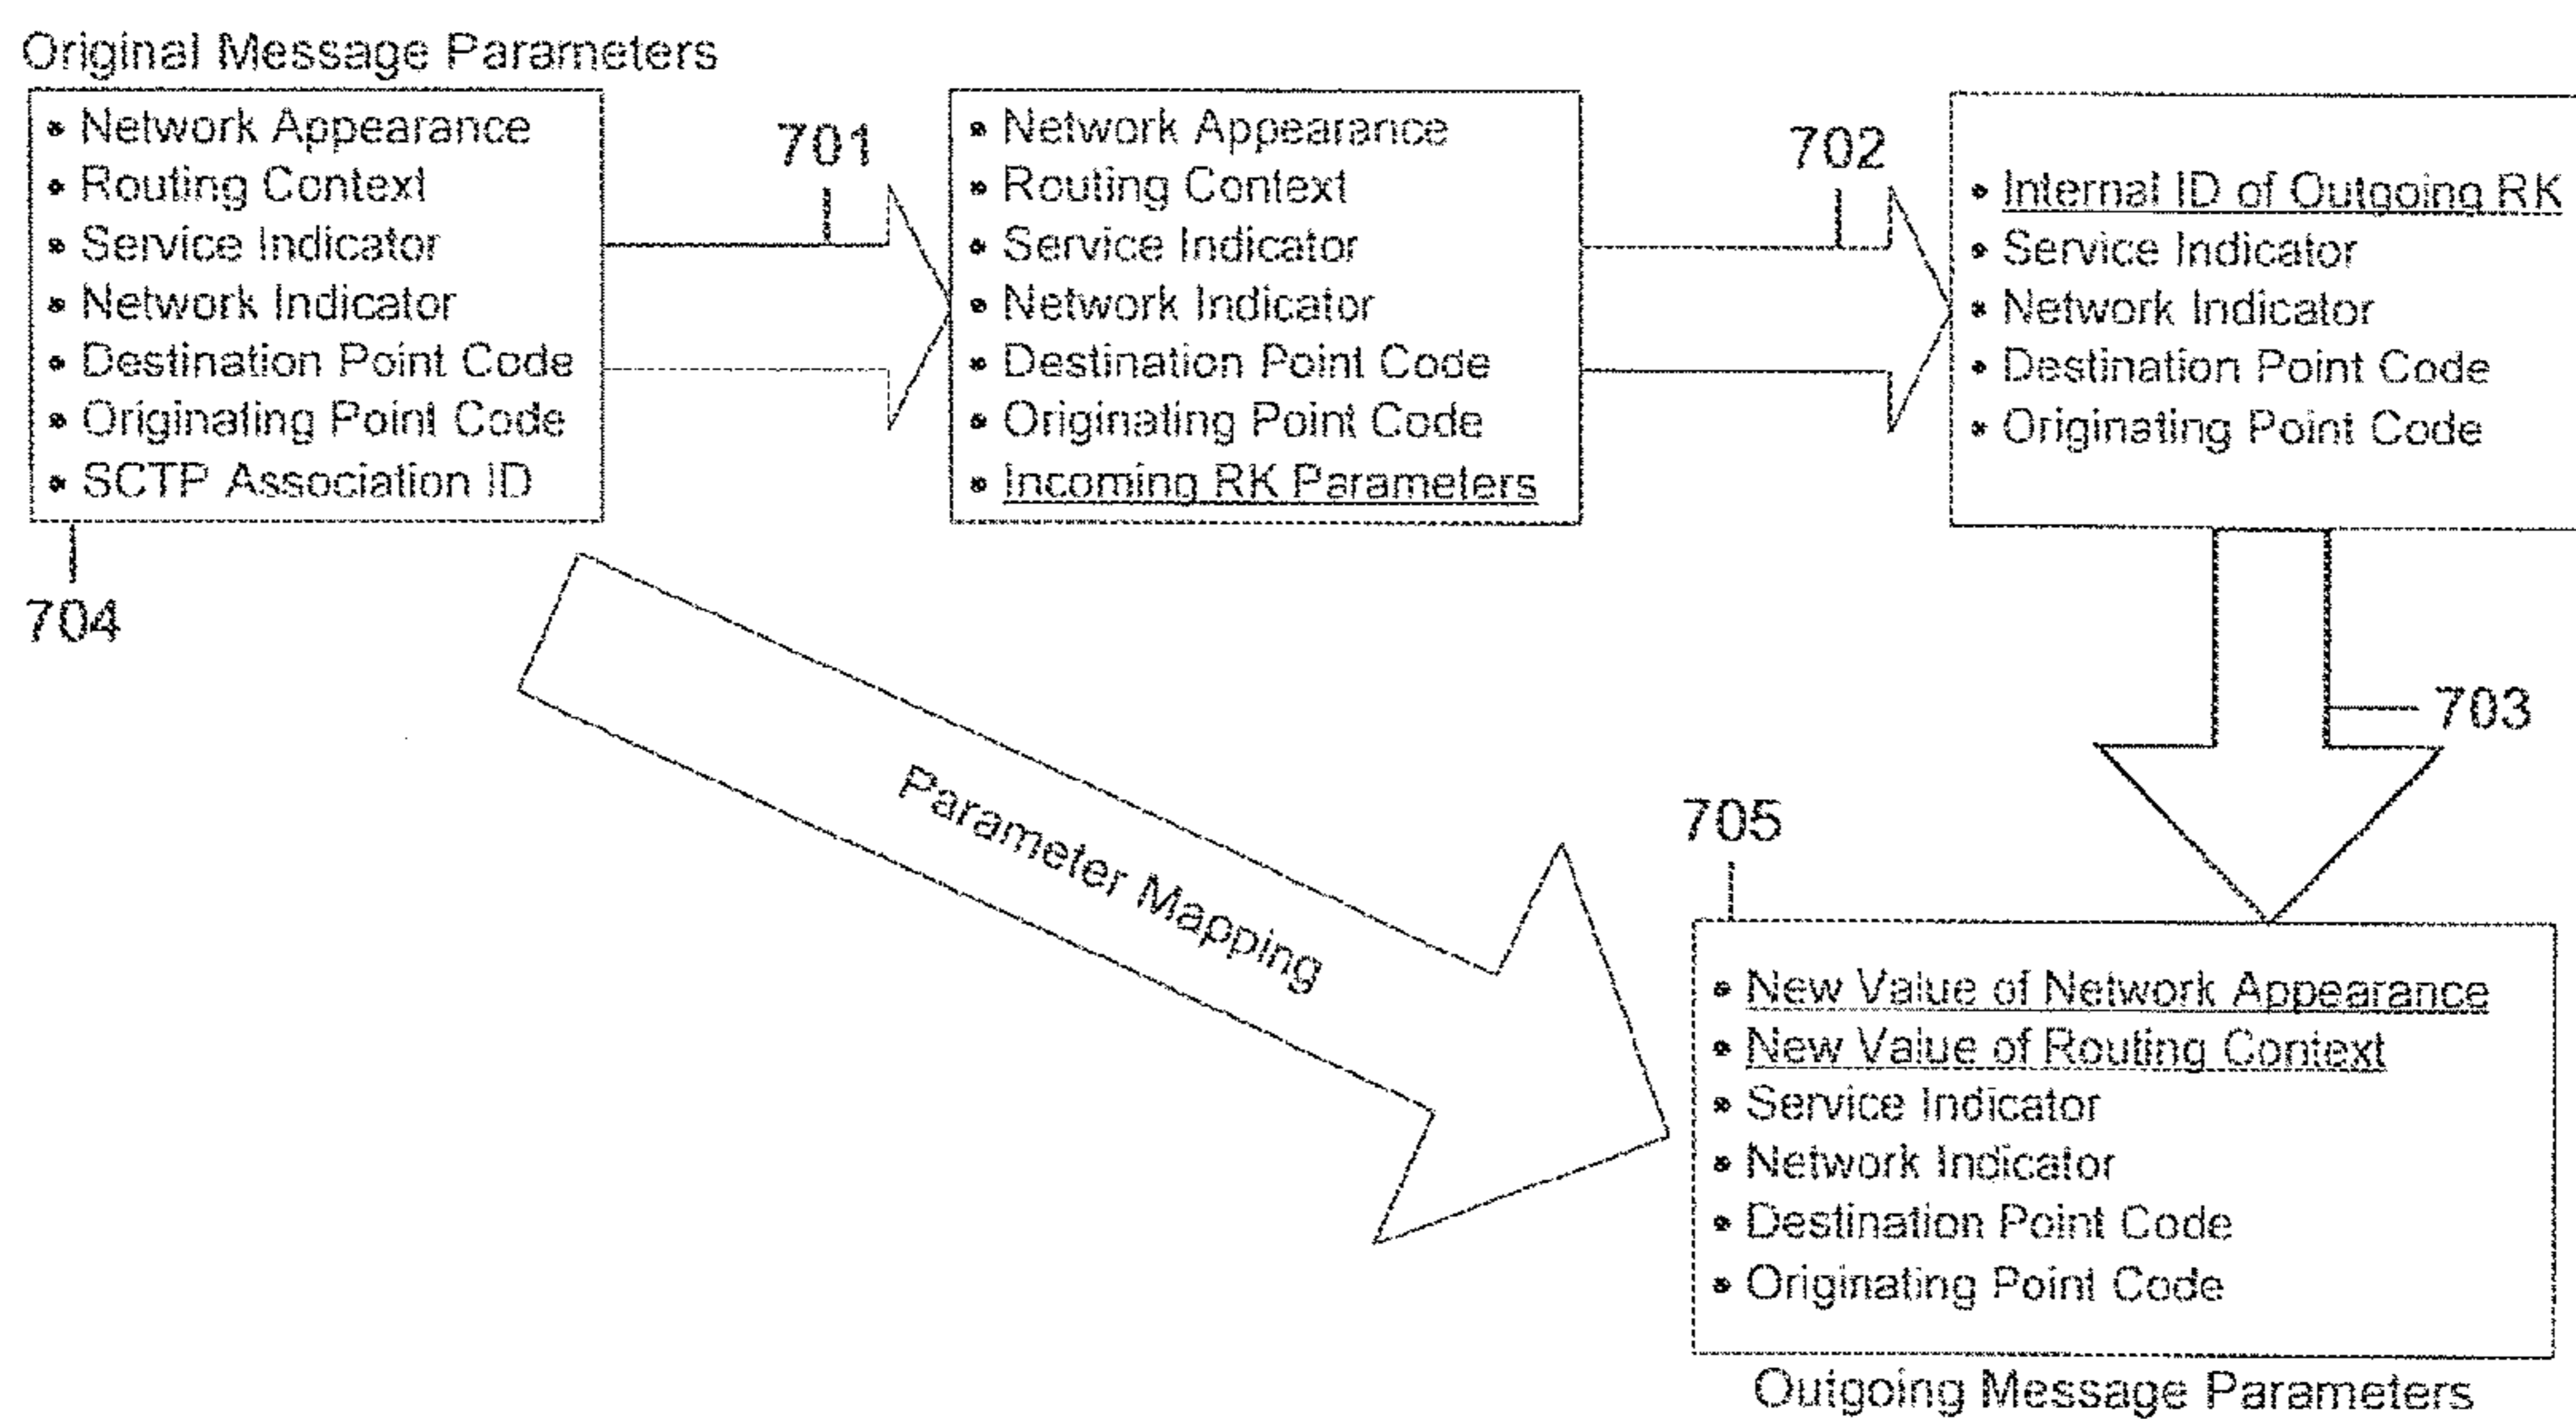 Original Message Parameters
• Network Appearance
• Routing Context
• Service Indicator
• Network Indicator
• Destination Point Code
• Originating Point Code
• SCTP Association ID
704
701
• Network Appearance
• Routing Context
• Service Indicator
• Network Indicator
• Destination Point Code
• Originating Point Code
• Incoming RK Parameters
702
• Internal ID of Outgoing RK
• Service Indicator
• Network Indicator
• Destination Point Code
• Originating Point Code
703
Parameter Mapping
705
• New Value of Network Appearance
• New Value of Routing Context
• Service Indicator
• Network Indicator
• Destination Point Code
• Originating Point Code
Outgoing Message Parameters